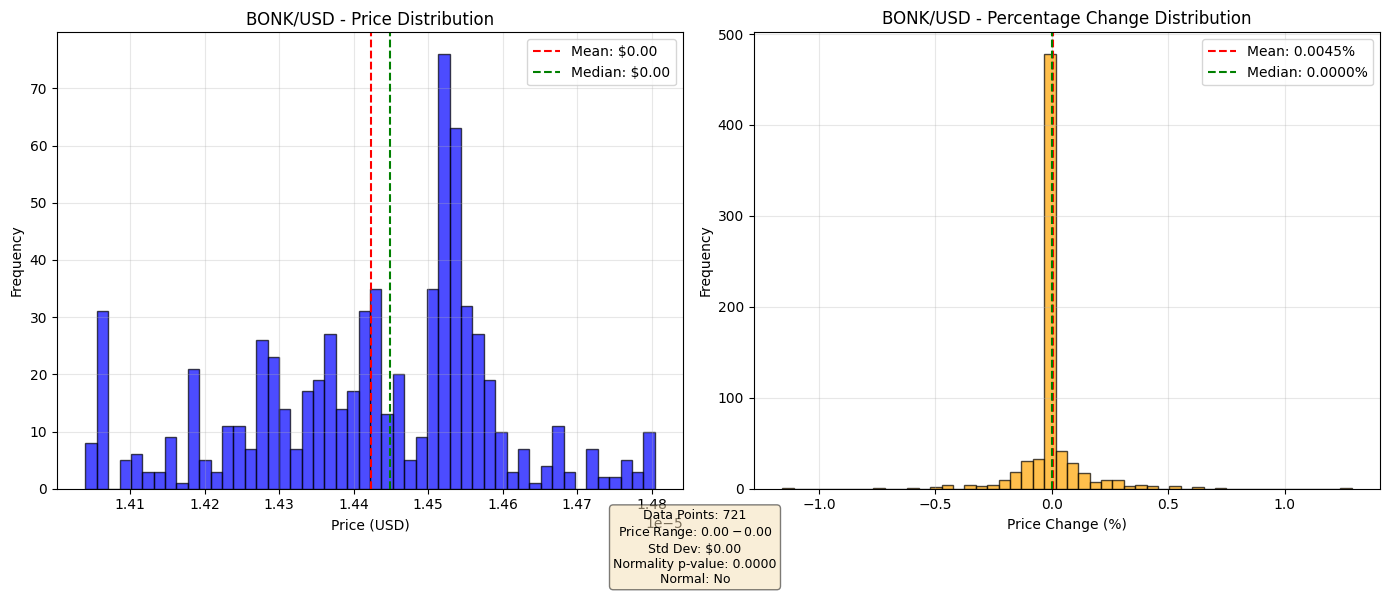 BONK/USD - Price Distribution
Mean: $0.00
Median: $0.00
Frequency
70
60
50
40
30
20
10
0
1.41
1.42
1.43
1.44
1.45
1.46
1.47
1.48
1e−5
Price (USD)
BONK/USD - Percentage Change Distribution
Mean: 0.0045%
Median: 0.0000%
Frequency
500
400
300
200
100
0
−1.0
−0.5
0.0
0.5
1.0
Price Change (%)
Data Points: 721
Price Range: 0.00 − 0.00
Std Dev: $0.00
Normality p-value: 0.0000
Normal: No